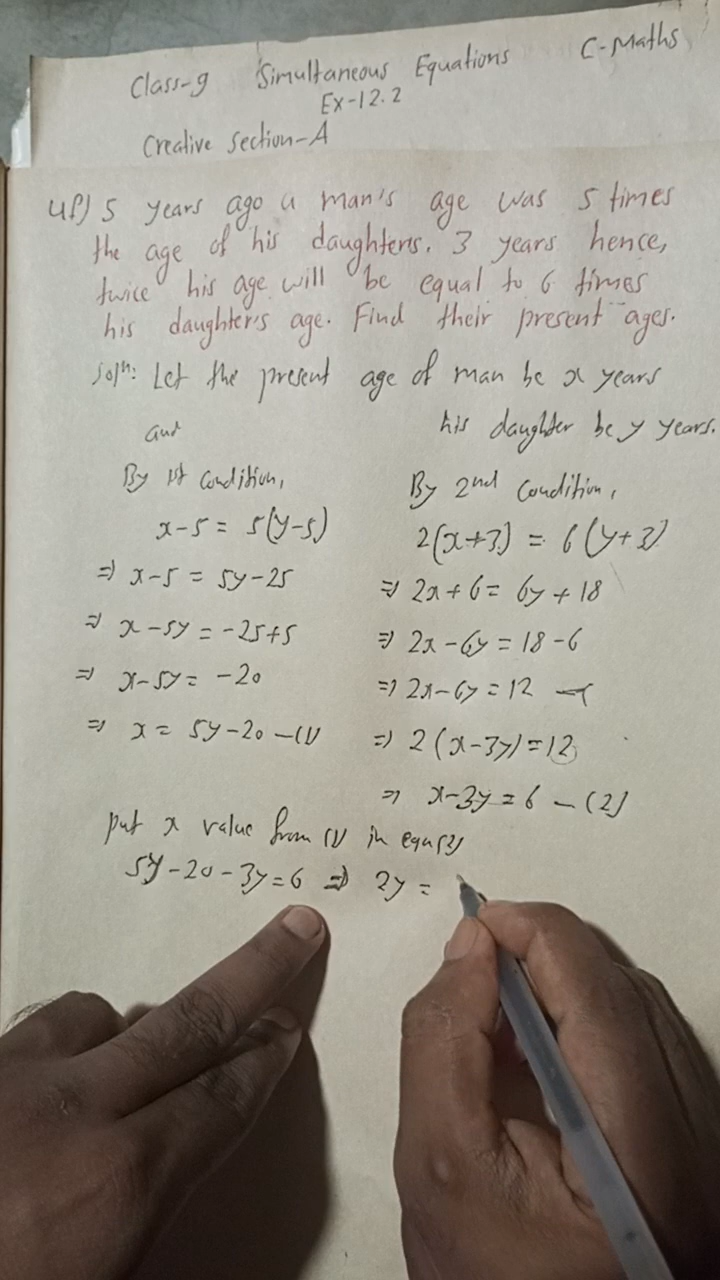 Class-9 Simultaneous Equations C-Maths
Ex-12.2
Creative Section-A
4f) 5 years ago a man's age was 5 times
the age of his daughters. 3 years hence,
twice his age will be equal to 6 times
his daughter's age. Find their present ages.
Solⁿ: Let the present age of man be x years
and his daughter be y years.
By 1st Condition,
x-5 = 5(y-5)
⇒ x-5 = 5y-25
⇒ x-5y = -25+5
⇒ x-5y = -20
⇒ x = 5y-20 -(1)
By 2nd Condition,
2(x+3) = 6(y+3)
⇒ 2x+6 = 6y+18
⇒ 2x-6y = 18-6
⇒ 2x-6y = 12
⇒ 2(x-3y)=12
⇒ x-3y=6 -(2)
put x value from (1) in equ(2)
5y-20-3y=6 ⇒ 2y =